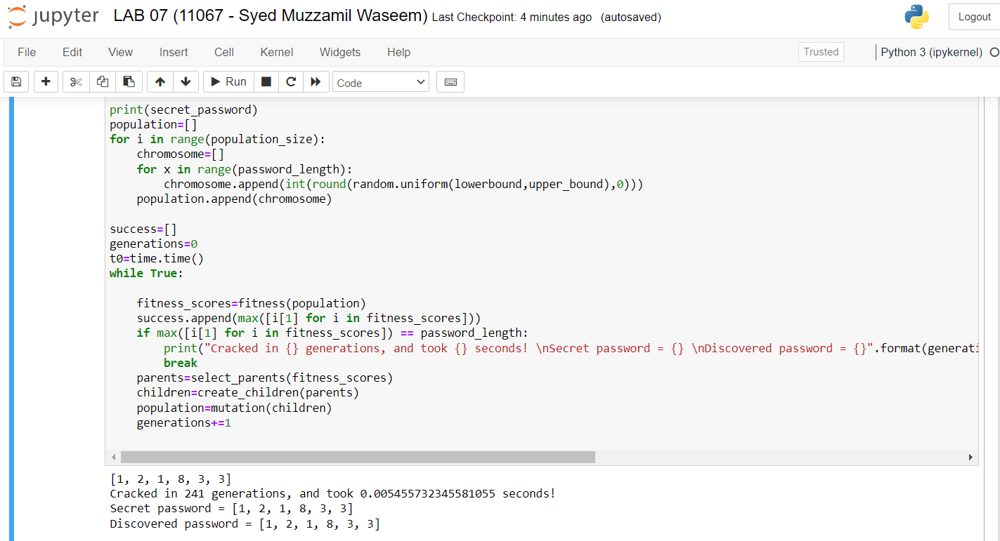 jupyter LAB 07 (11067 - Syed Muzzamil Waseem) Last Checkpoint: 4 minutes ago (autosaved) Logout
File Edit View Insert Cell Kernel Widgets Help Trusted Python 3 (ipykernel)
Run Code
print(secret_password)
population=[]
for i in range(population_size):
    chromosome=[]
    for x in range(password_length):
        chromosome.append(int(round(random.uniform(lowerbound,upper_bound),0)))
    population.append(chromosome)
success=[]
generations=0
t0=time.time()
while True:
    fitness_scores=fitness(population)
    success.append(max([i[1] for i in fitness_scores]))
    if max([i[1] for i in fitness_scores]) == password_length:
        print("Cracked in {} generations, and took {} seconds! \nSecret password = {} \nDiscovered password = {}".format(generati
        break
    parents=select_parents(fitness_scores)
    children=create_children(parents)
    population=mutation(children)
    generations+=1
[1, 2, 1, 8, 3, 3]
Cracked in 241 generations, and took 0.005455732345581055 seconds!
Secret password = [1, 2, 1, 8, 3, 3]
Discovered password = [1, 2, 1, 8, 3, 3]